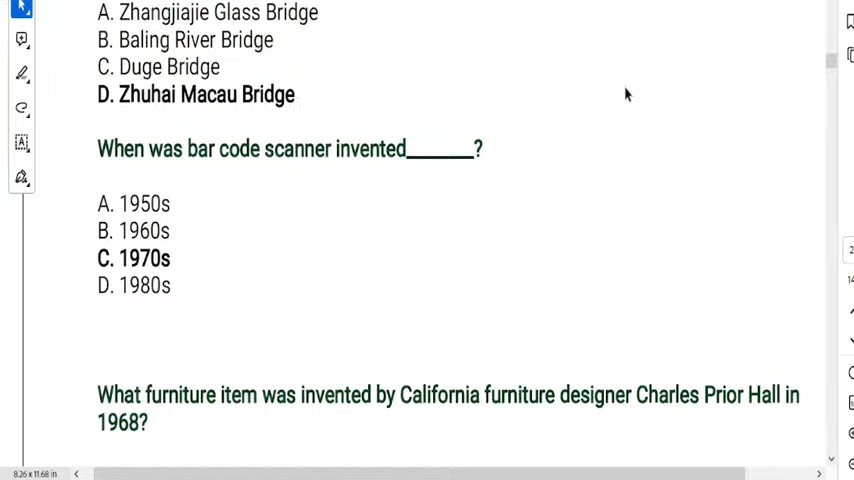 A. Zhangjiajie Glass Bridge
B. Baling River Bridge
C. Duge Bridge
D. Zhuhai Macau Bridge
When was bar code scanner invented_______?
A. 1950s
B. 1960s
C. 1970s
D. 1980s
What furniture item was invented by California furniture designer Charles Prior Hall in
1968?
8.26 x 11.68 in